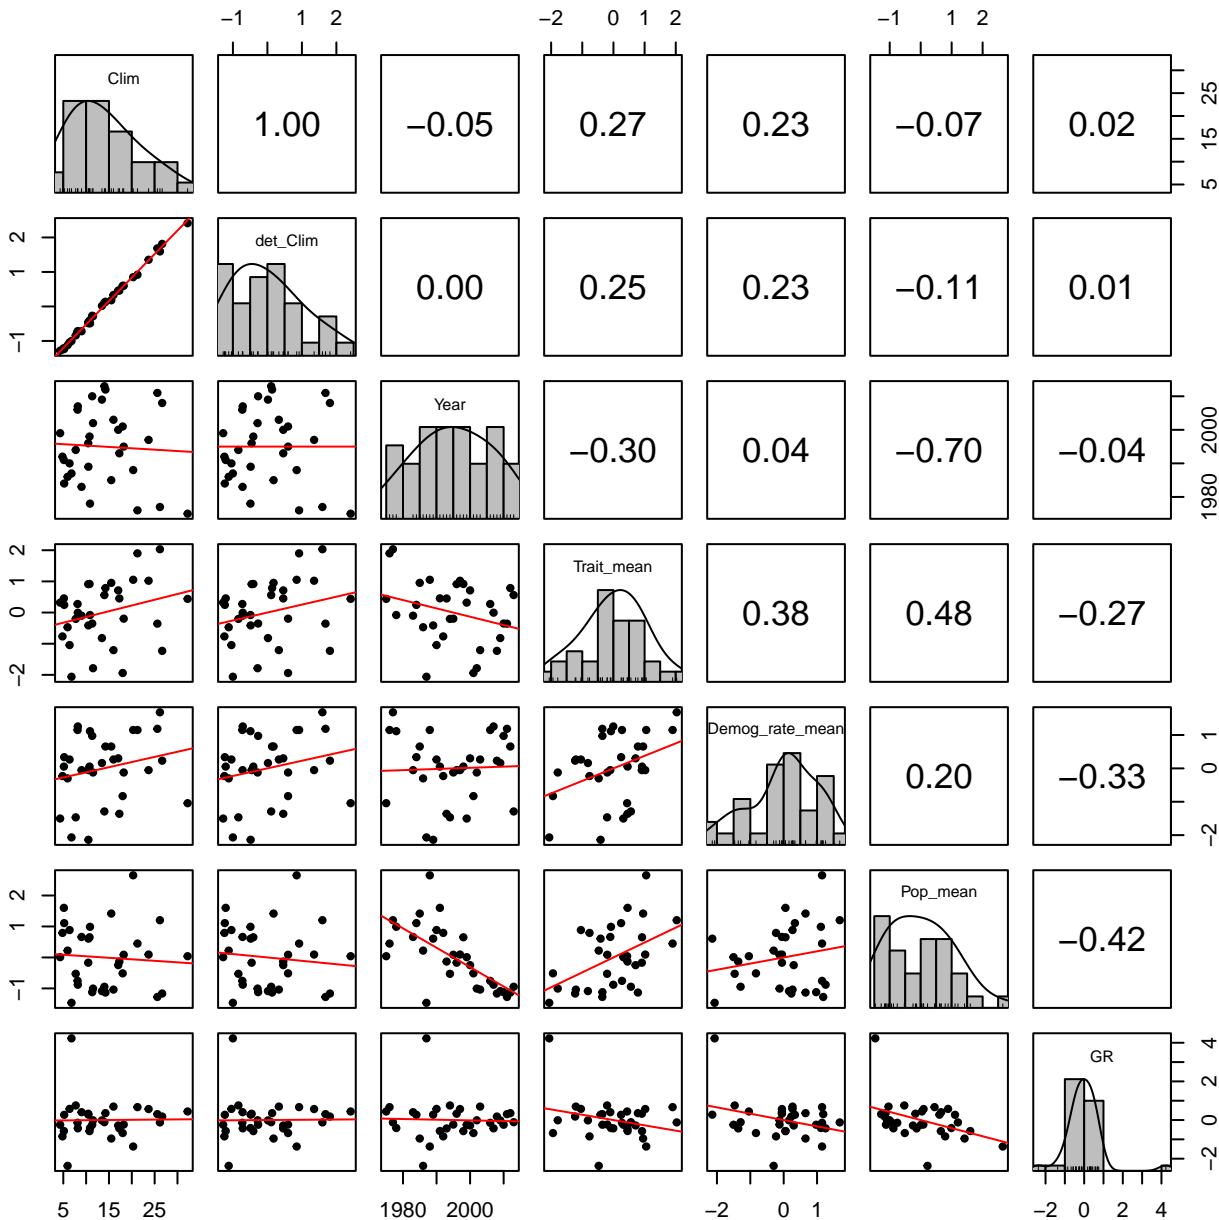 −1 1 2 −2 0 1 2 −1 1
Clim 1.00 −0.05 0.27 0.23 −0.07 0.02 5 15 25
−1 1 2 det_Clim 0.00 0.25 0.23 −0.11 0.01
Year −0.30 0.04 −0.70 −0.04 1980 2000
−2 0 1 2 Trait_mean 0.38 0.48 −0.27
Demog_rate_mean 0.20 −0.33 −2 0 1
−1 1 2 Pop_mean −0.42
GR −2 0 2 4
5 15 25 1980 2000 −2 0 1 −2 0 2 4